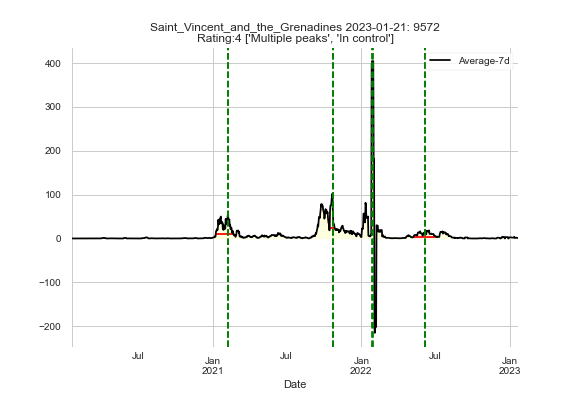 Saint_Vincent_and_the_Grenadines 2023-01-21: 9572
Rating:4 ['Multiple peaks', 'In control']
Average-7d
400
300
200
100
0
−100
−200
Jul
Jan
2021
Jul
Jan
2022
Jul
Jan
2023
Date